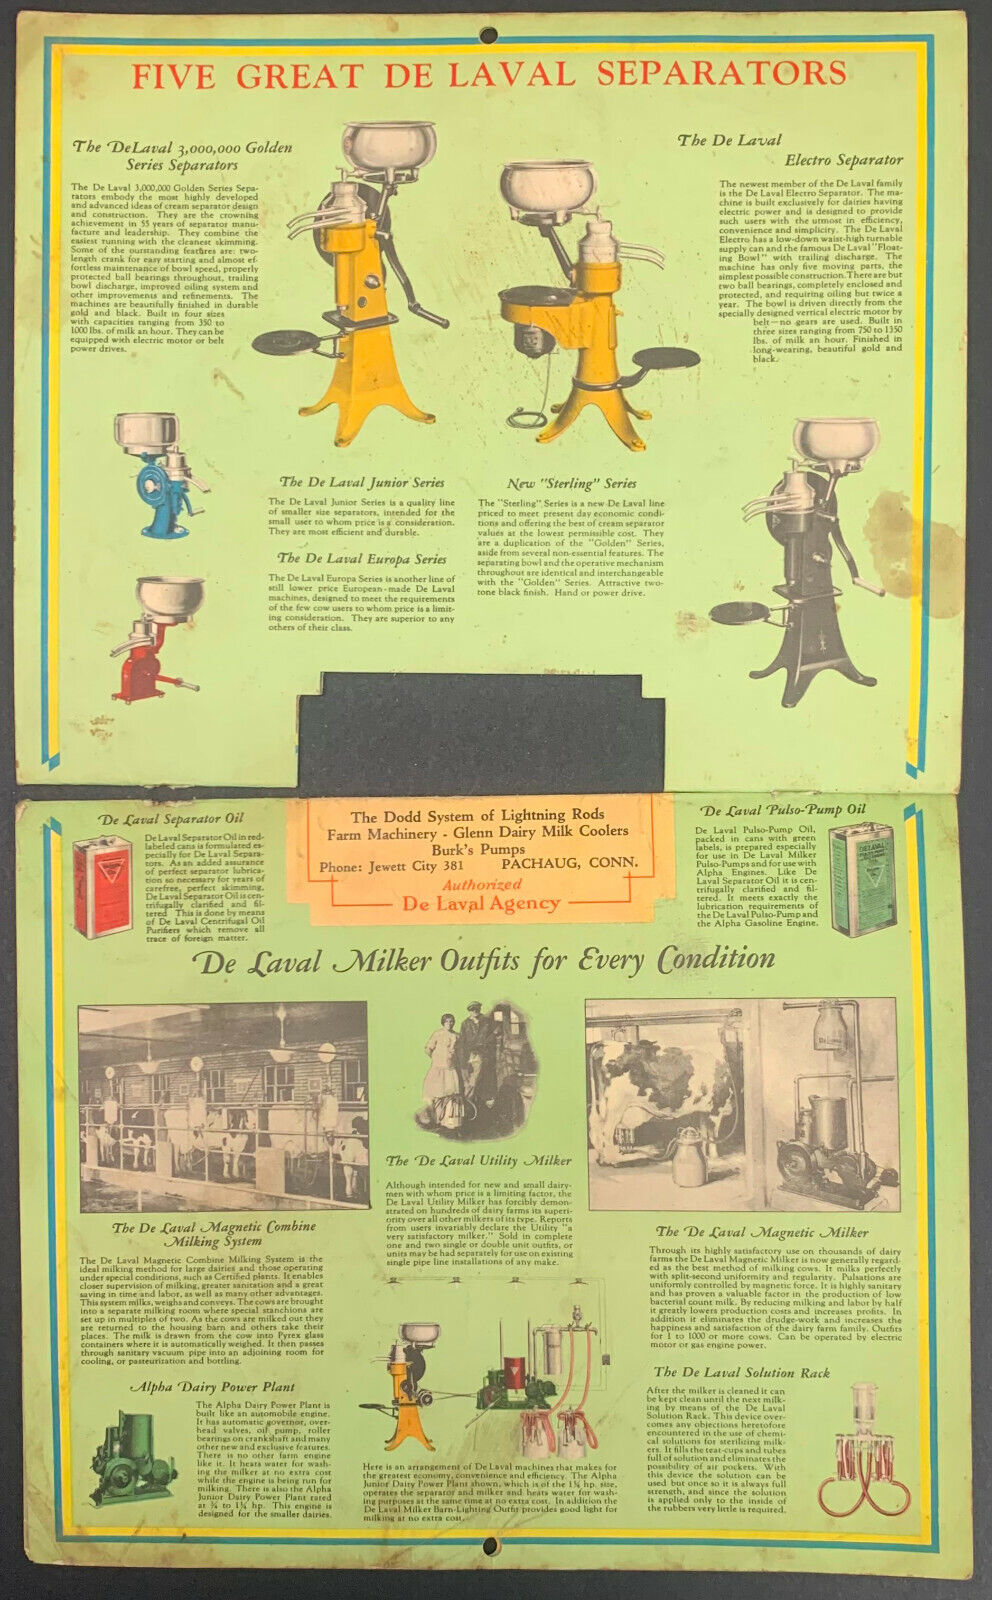 FIVE GREAT DE LAVAL SEPARATORS
The De Laval 3,000,000 Golden
Series Separators
The De Laval 3,000,000 Golden Series Sepa-
rators embody the most highly developed
and advanced ideas of cream separator design
and construction. They are the crowning
achievement in 55 years of separator manu-
facture and leadership. They combine the
easiest running with the cleanest skimming.
Some of the ourstanding features are: two-
length crank for easy starting and almost ef-
fortless maintenance of bowl speed, properly
protected ball bearings throughout, trailing
bowl discharge, improved oiling system and
other improvements and refinements. The
machines are beautifully finished in durable
gold and black. Built in four sizes
with capacities ranging from 350 to
1000 lbs. of milk an hour. They can be
equipped with electric motor or belt
power drives.
The De Laval
Electro Separator
The newest member of the De Laval family
is the De Laval Electro Separator. The ma-
chine is built exclusively for dairies having
electric power and is designed to provide
such users with the utmost in efficiency,
convenience and simplicity. The De Laval
Electro has a low-down waist-high turnable
supply can and the famous De Laval "Float-
ing Bowl" with trailing discharge. The
machine has only five moving parts, the
simplest possible construction. There are but
two ball bearings, completely enclosed and
protected, and requiring oiling but twice a
year. The bowl is driven directly from the
specially designed vertical electric motor by
belt—no gears are used. Built in
three sizes ranging from 750 to 1350
lbs. of milk an hour. Finished in
long-wearing, beautiful gold and
black.
The De Laval Junior Series
The De Laval Junior Series is a quality line
of smaller size separators, intended for the
small user to whom price is a consideration.
They are most efficient and durable.
The De Laval Europa Series
The De Laval Europa Series is another line of
still lower price European-made De Laval
machines, designed to meet the requirements
of the few cow users to whom price is a limit-
ing consideration. They are superior to any
others of their class.
New "Sterling" Series
The "Sterling" Series is a new De Laval line
priced to meet present day economic condi-
tions and offering the best of cream separator
values at the lowest permissible cost. They
are a duplication of the "Golden" Series,
aside from several non-essential features. The
separating bowl and the operative mechanism
throughout are identical and interchangeable
with the "Golden" Series. Attractive two-
tone black finish. Hand or power drive.
De Laval Separator Oil
De Laval Separator Oil in red-
labeled cans is formulated es-
pecially for De Laval Separa-
tors. As an added assurance
of perfect separator lubrica-
tion so necessary for years of
carefree, perfect skimming,
De Laval Separator Oil is cen-
trifugally clarified and fil-
tered This is done by means
of De Laval Centrifugal Oil
Purifiers which remove all
trace of foreign matter.
The Dodd System of Lightning Rods
Farm Machinery - Glenn Dairy Milk Coolers
Burk's Pumps
Phone: Jewett City 381 PACHAUG, CONN.
Authorized
De Laval Agency
De Laval Pulso-Pump Oil
De Laval Pulso-Pump Oil,
packed in cans with green
labels, is prepared especially
for use in De Laval Milker
Pulso-Pumps and for use with
Alpha Engines. Like De
Laval Separator Oil it is cen-
trifugally clarified and fil-
tered. It meets exactly the
lubrication requirements of
the De Laval Pulso-Pump and
the Alpha Gasoline Engine.
DE LAVAL
De Laval Milker Outfits for Every Condition
The De Laval Magnetic Combine
Milking System
The De Laval Magnetic Combine Milking System is the
ideal milking method for large dairies and those operating
under special conditions, such as Certified plants. It enables
closer supervision of milking, greater sanitation and a great
saving in time and labor, as well as many other advantages.
This system milks, weighs and conveys. The cows are brought
into a separate milking room where special stanchions are
set up in multiples of two. As the cows are milked out they
are returned to the housing barn and others take their
places. The milk is drawn from the cow into Pyrex glass
containers where it is automatically weighed. It then passes
through sanitary vacuum pipe into an adjoining room for
cooling, or pasteurization and bottling.
The De Laval Utility Milker
Although intended for new and small dairy-
men with whom price is a limiting factor, the
De Laval Utility Milker has forcibly demon-
strated on hundreds of dairy farms its superi-
ority over all other milkers of its type. Reports
from users invariably declare the Utility "a
very satisfactory milker." Sold in complete
one and two single or double unit outfits, or
units may be had separately for use on existing
single pipe line installations of any make.
The De Laval Magnetic Milker
Through its highly satisfactory use on thousands of dairy
farms the De Laval Magnetic Milker is now generally regard-
ed as the best method of milking cows. It milks perfectly
with split-second uniformity and regularity. Pulsations are
uniformly controlled by magnetic force. It is highly sanitary
and has proven a valuable factor in the production of low
bacterial count milk. By reducing milking and labor by half
it greatly lowers production costs and increases profits. In
addition it eliminates the drudge-work and increases the
happiness and satisfaction of the dairy farm family. Outfits
for 1 to 1000 or more cows. Can be operated by electric
motor or gas engine power.
Alpha Dairy Power Plant
The Alpha Dairy Power Plant is
built like an automobile engine.
It has automatic governor, over-
head valves, oil pump, roller
bearings on crankshaft and many
other new and exclusive features.
There is no other farm engine
like it. It heats water for wash-
ing the milker at no extra cost
while the engine is being run for
milking. There is also the Alpha
Junior Dairy Power Plant rated
at ¾ to 1¼ hp. This engine is
designed for the smaller dairies.
Here is an arrangement of De Laval machines that makes for
the greatest economy, convenience and efficiency. The Alpha
Junior Dairy Power Plant shown, which is of the 1¼ hp. size,
operates the separator and milker and heats water for wash-
ing purposes at the same time at no extra cost. In addition the
De Laval Milker Barn-Lighting Outfit provides good light for
milking at no extra cost.
The De Laval Solution Rack
After the milker is cleaned it can
be kept clean until the next milk-
ing by means of the De Laval
Solution Rack. This device over-
comes any objections heretofore
encountered in the use of chemi-
cal solutions for sterilizing milk-
ers. It fills the teat-cups and tubes
full of solution and eliminates the
possibility of air pockets. With
this device the solution can be
used but once so it is always full
strength, and since the solution
is applied only to the inside of
the rubbers very little is required.